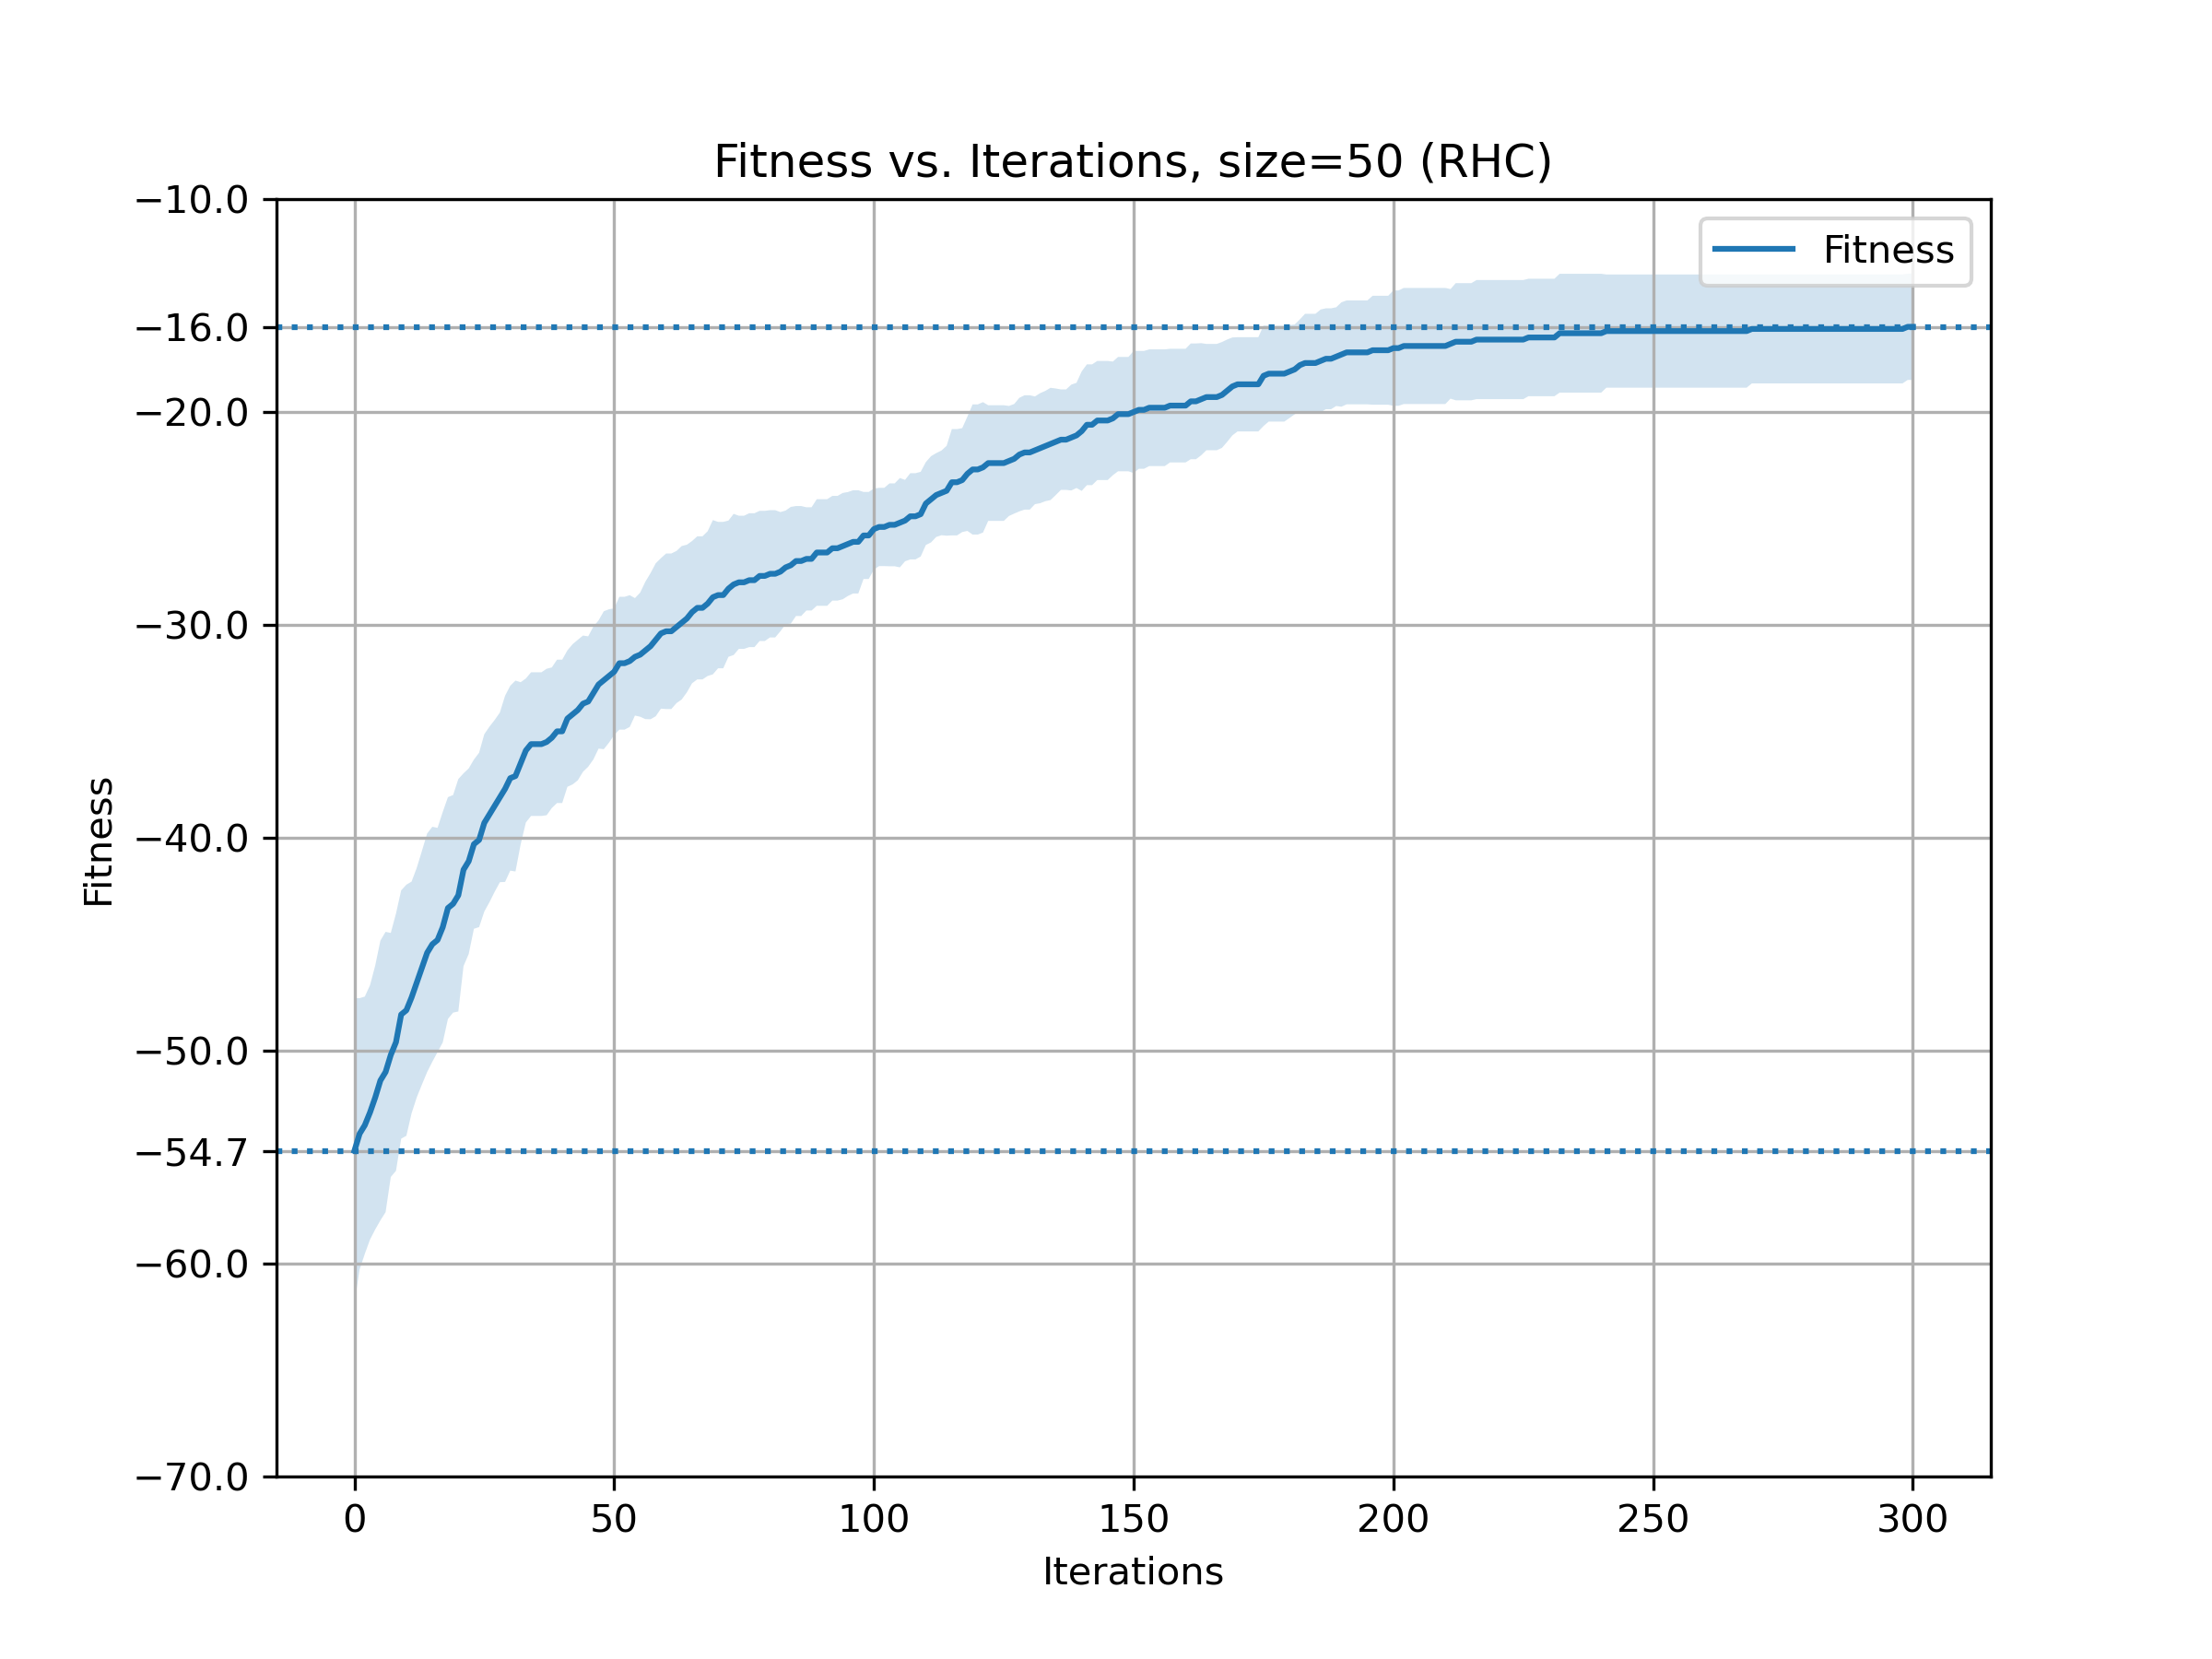 Fitness vs. Iterations, size=50 (RHC)
Fitness
−10.0
−16.0
−20.0
−30.0
−40.0
−50.0
−54.7
−60.0
−70.0
Fitness
0 50 100 150 200 250 300
Iterations